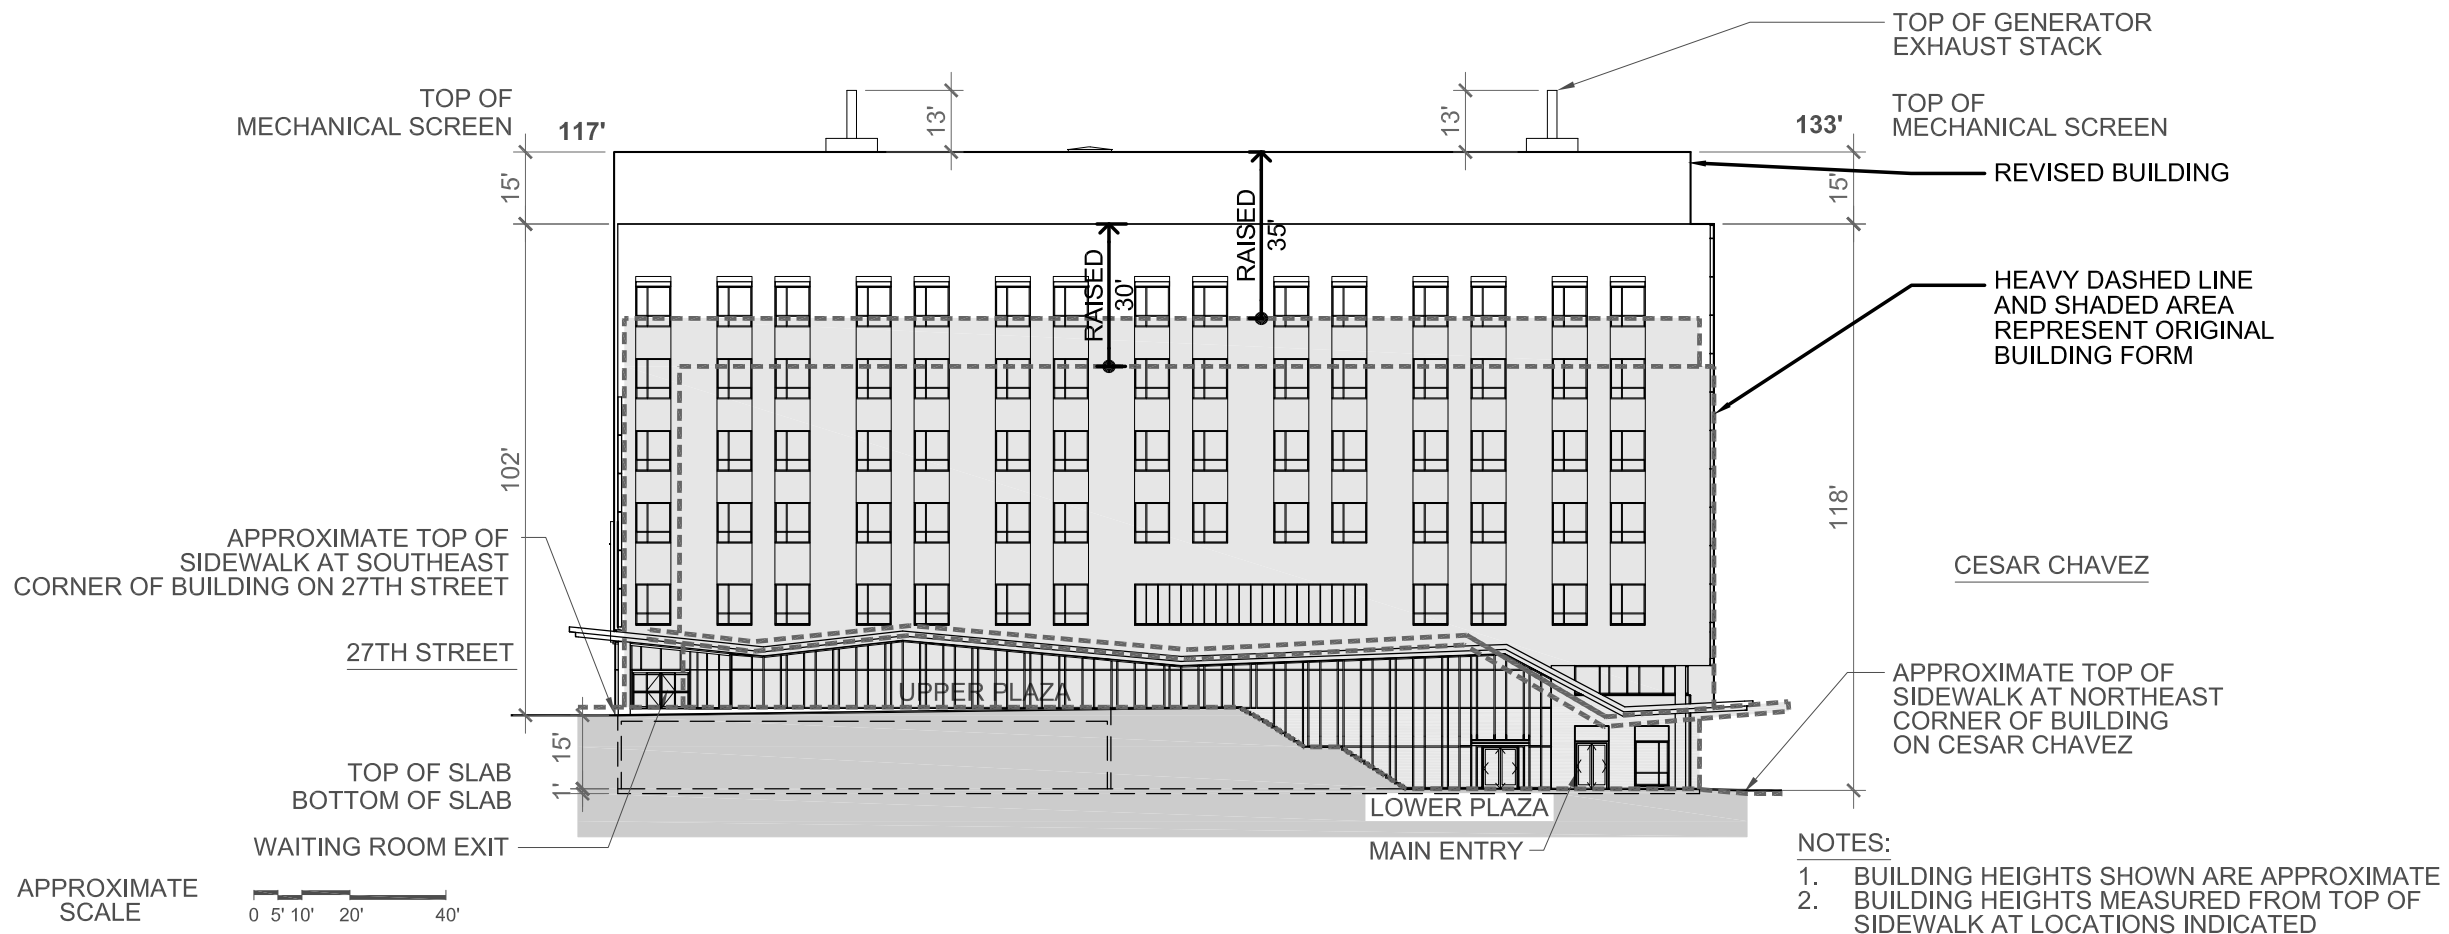 TOP OF GENERATOR
EXHAUST STACK
TOP OF
MECHANICAL SCREEN
117'
13'
13'
133'
TOP OF
MECHANICAL SCREEN
15'
15'
REVISED BUILDING
RAISED
35'
RAISED
30'
HEAVY DASHED LINE
AND SHADED AREA
REPRESENT ORIGINAL
BUILDING FORM
102'
118'
APPROXIMATE TOP OF
SIDEWALK AT SOUTHEAST
CORNER OF BUILDING ON 27TH STREET
CESAR CHAVEZ
27TH STREET
UPPER PLAZA
APPROXIMATE TOP OF
SIDEWALK AT NORTHEAST
CORNER OF BUILDING
ON CESAR CHAVEZ
15'
1'
TOP OF SLAB
BOTTOM OF SLAB
LOWER PLAZA
WAITING ROOM EXIT
MAIN ENTRY
NOTES:
1. BUILDING HEIGHTS SHOWN ARE APPROXIMATE
2. BUILDING HEIGHTS MEASURED FROM TOP OF
SIDEWALK AT LOCATIONS INDICATED
APPROXIMATE
SCALE
0 5' 10' 20' 40'